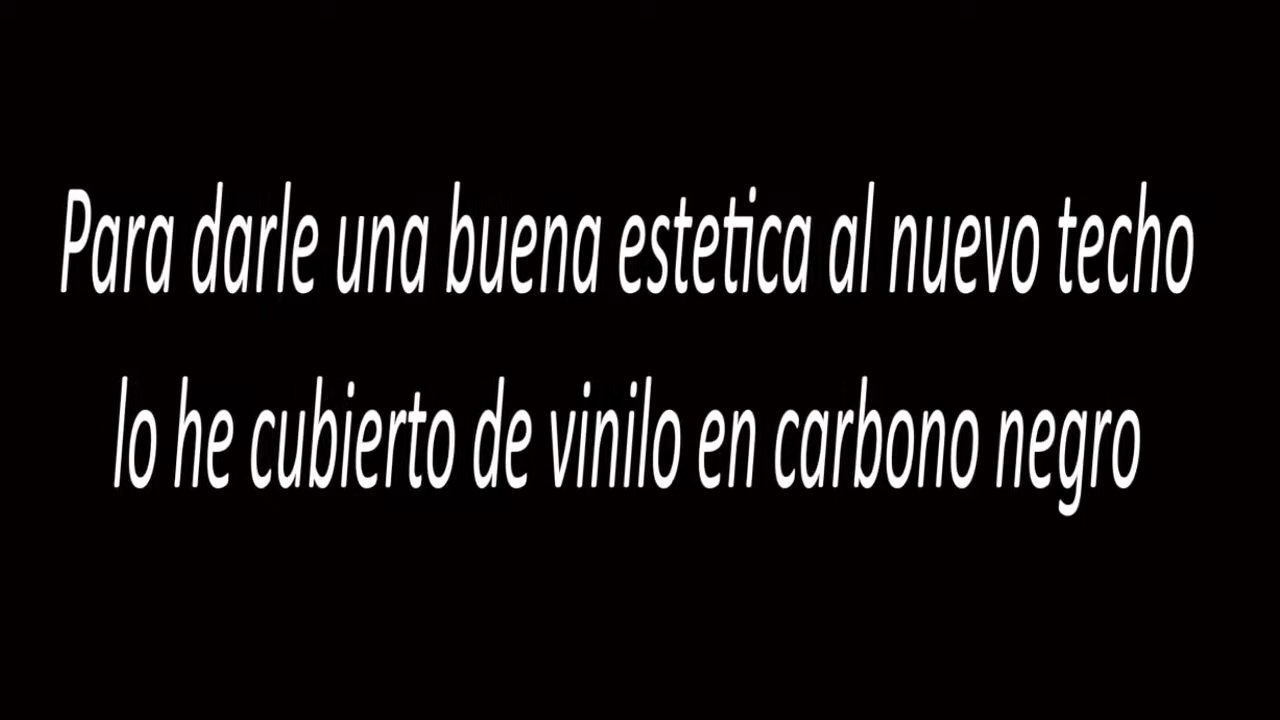 Para darle una buena estetica al nuevo techo
lo he cubierto de vinilo en carbono negro